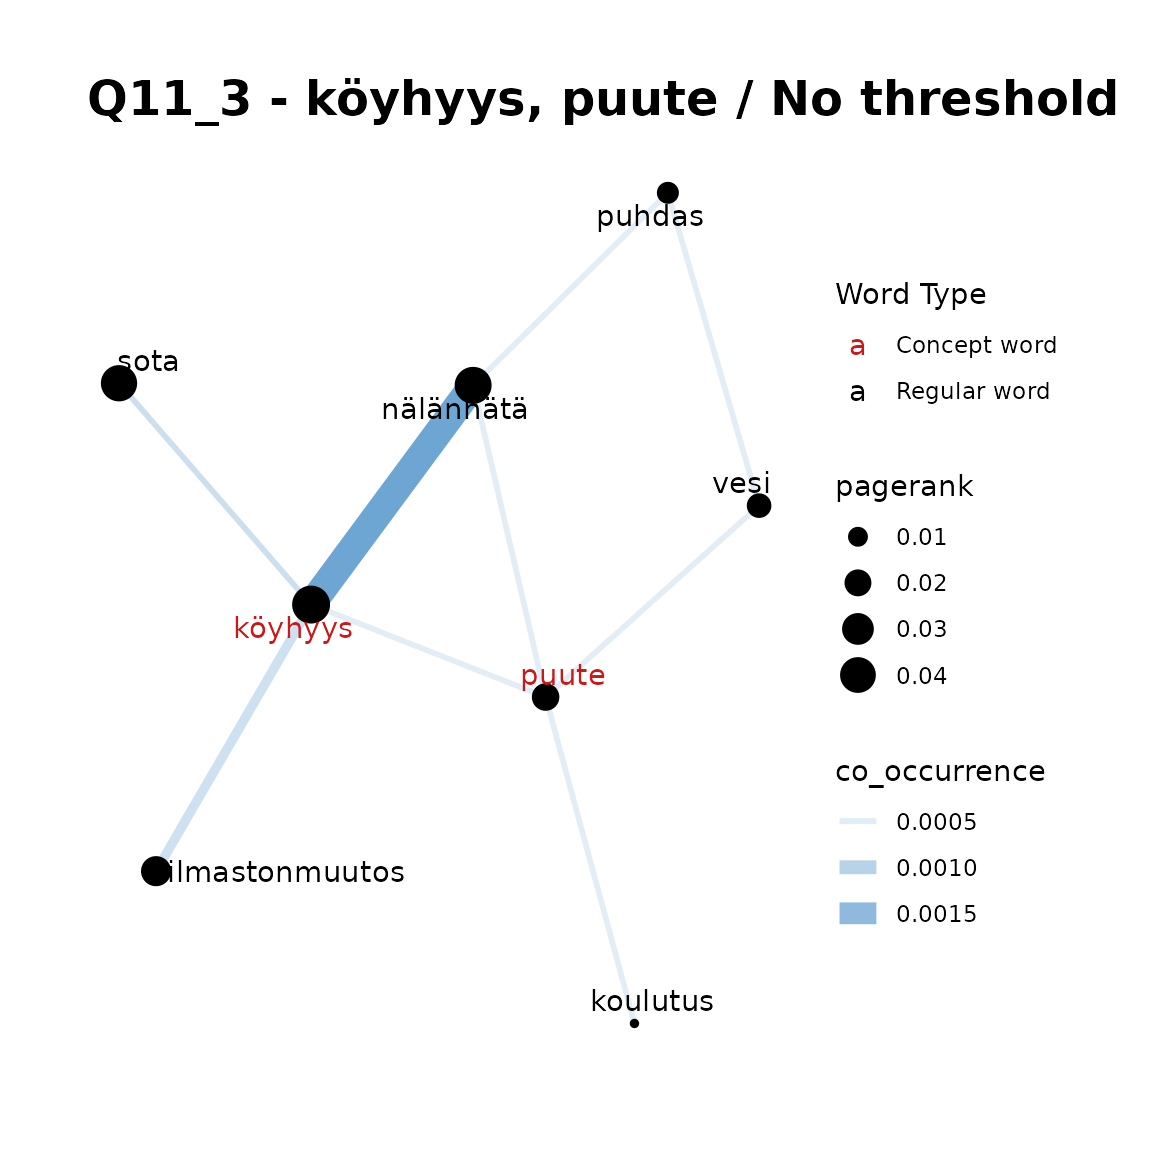 Q11_3 - köyhyys, puute / No threshold
puhdas
sota
nälänhätä
vesi
köyhyys
puute
ilmastonmuutos
koulutus
Word Type
a Concept word
a Regular word
pagerank
0.01
0.02
0.03
0.04
co_occurrence
0.0005
0.0010
0.0015